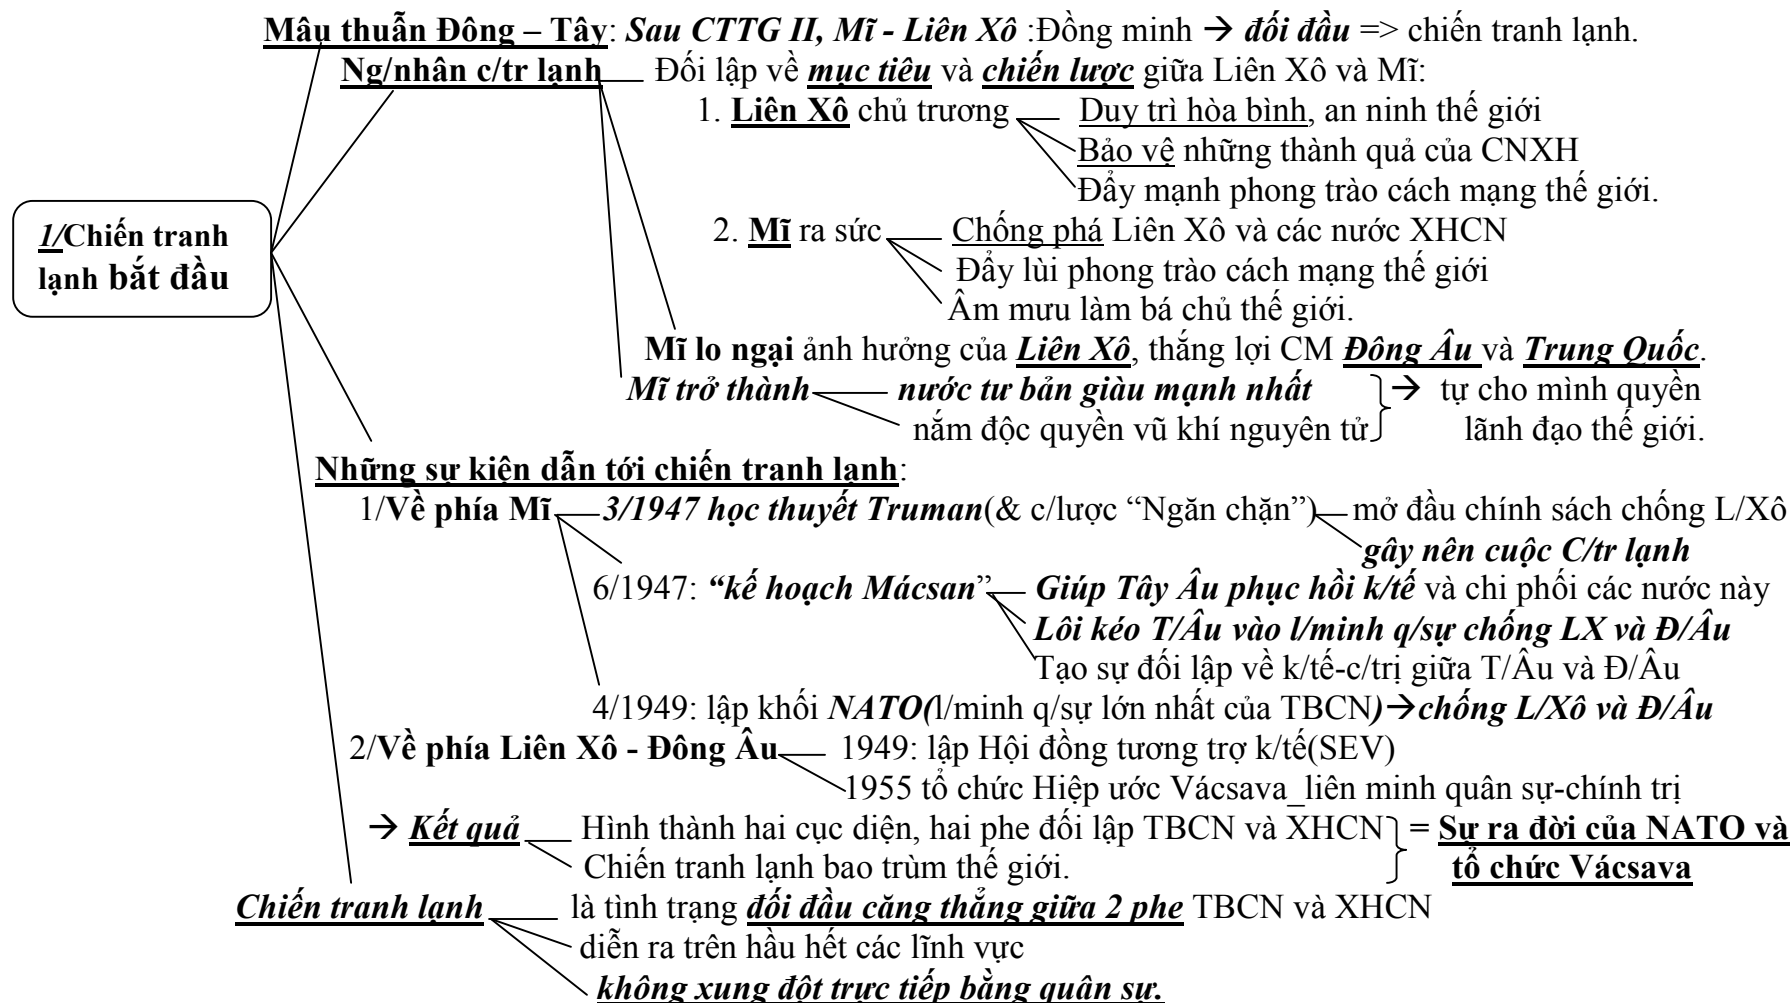 Mâu thuẫn Đông – Tây: Sau CTTG II, Mĩ - Liên Xô :Đồng minh → đối đầu => chiến tranh lạnh.
Ng/nhân c/tr lạnh Đối lập về mục tiêu và chiến lược giữa Liên Xô và Mĩ:
1. Liên Xô chủ trương Duy trì hòa bình, an ninh thế giới
Bảo vệ những thành quả của CNXH
Đẩy mạnh phong trào cách mạng thế giới.
1/Chiến tranh
lạnh bắt đầu
2. Mĩ ra sức Chống phá Liên Xô và các nước XHCN
Đẩy lùi phong trào cách mạng thế giới
Âm mưu làm bá chủ thế giới.
Mĩ lo ngại ảnh hưởng của Liên Xô, thắng lợi CM Đông Âu và Trung Quốc.
Mĩ trở thành nước tư bản giàu mạnh nhất → tự cho mình quyền
nắm độc quyền vũ khí nguyên tử lãnh đạo thế giới.
Những sự kiện dẫn tới chiến tranh lạnh:
1/Về phía Mĩ 3/1947 học thuyết Truman(& c/lược “Ngăn chặn”) mở đầu chính sách chống L/Xô
gây nên cuộc C/tr lạnh
6/1947: “kế hoạch Mácsan” Giúp Tây Âu phục hồi k/tế và chi phối các nước này
Lôi kéo T/Âu vào l/minh q/sự chống LX và Đ/Âu
Tạo sự đối lập về k/tế-c/trị giữa T/Âu và Đ/Âu
4/1949: lập khối NATO(l/minh q/sự lớn nhất của TBCN)→chống L/Xô và Đ/Âu
2/Về phía Liên Xô - Đông Âu 1949: lập Hội đồng tương trợ k/tế(SEV)
1955 tổ chức Hiệp ước Vácsava_liên minh quân sự-chính trị
→ Kết quả Hình thành hai cục diện, hai phe đối lập TBCN và XHCN = Sự ra đời của NATO và
Chiến tranh lạnh bao trùm thế giới. tổ chức Vácsava
Chiến tranh lạnh là tình trạng đối đầu căng thẳng giữa 2 phe TBCN và XHCN
diễn ra trên hầu hết các lĩnh vực
không xung đột trực tiếp bằng quân sự.